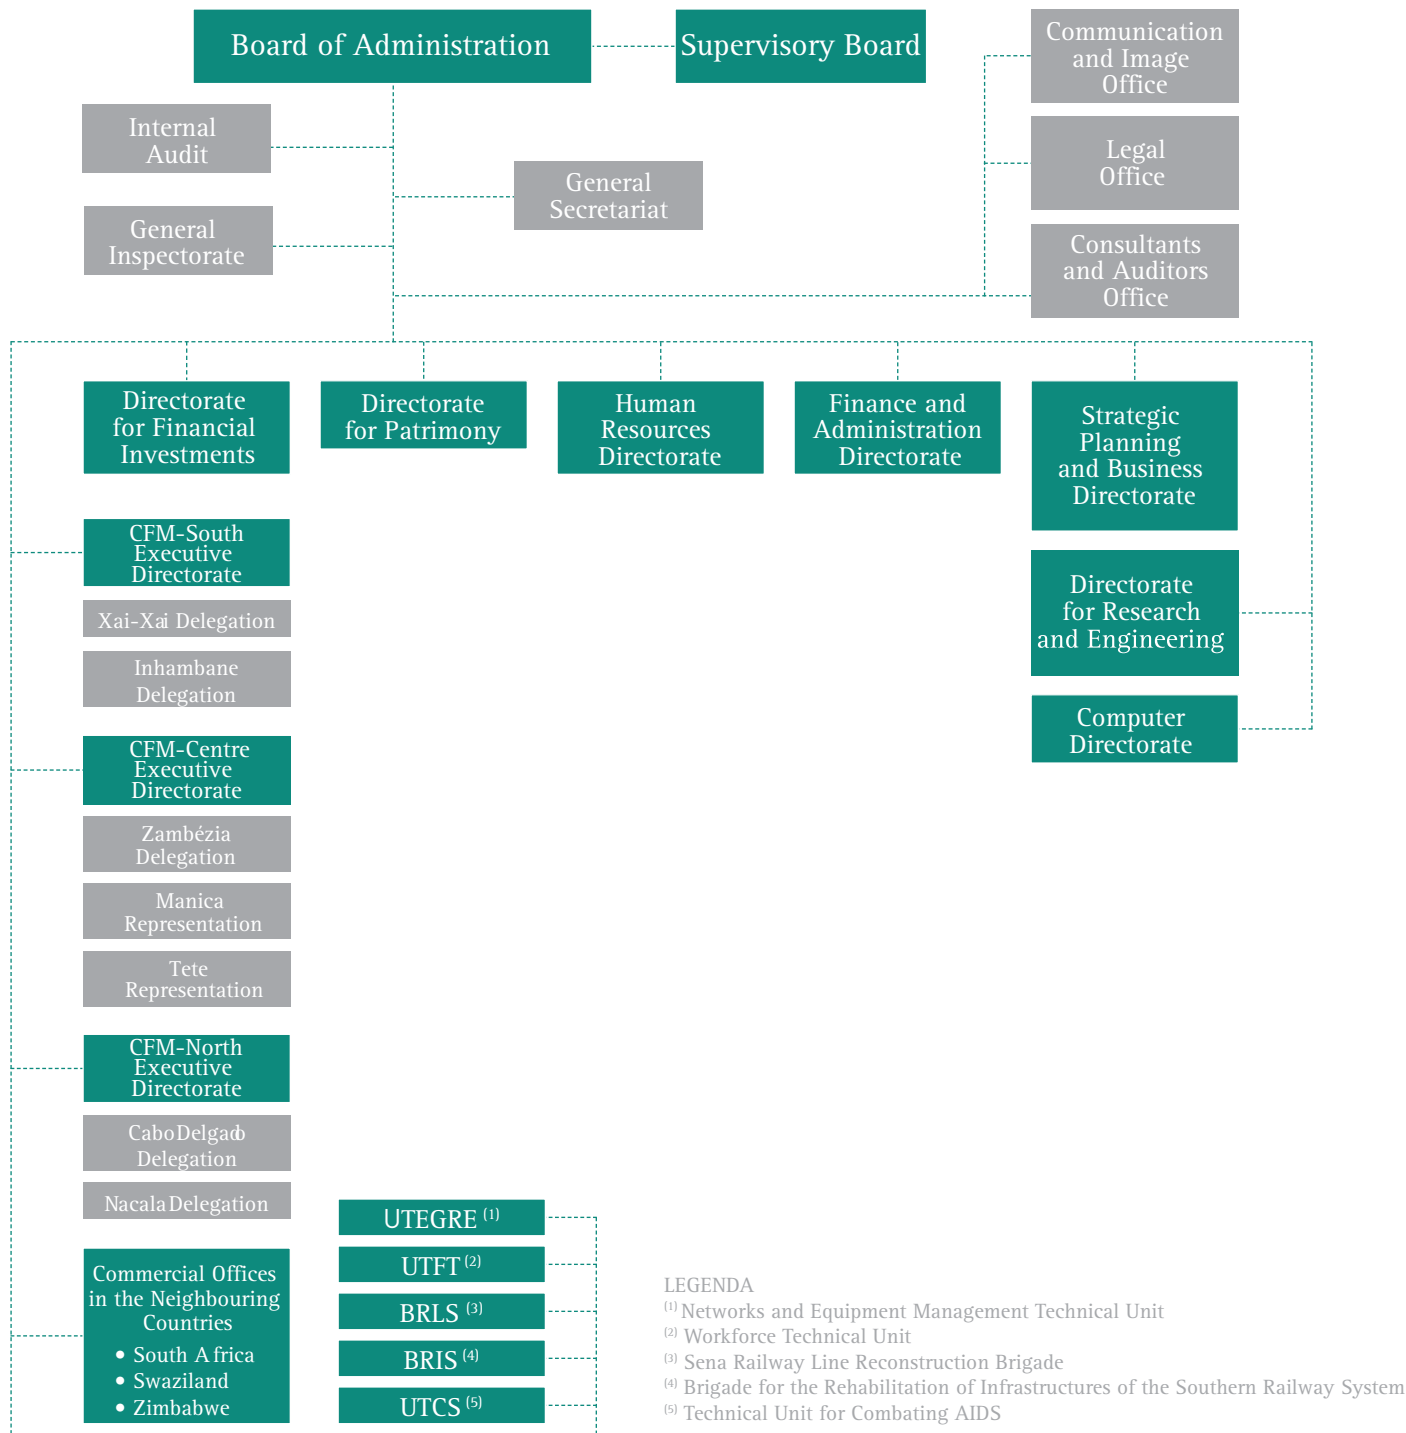 Board of Administration
Supervisory Board
Communication
and Image
Office
Internal
Audit
Legal
Office
General
Secretariat
General
Inspectorate
Consultants
and Auditors
Office
Directorate
for Financial
Investments
Directorate
for Patrimony
Human
Resources
Directorate
Finance and
Administration
Directorate
Strategic
Planning
and Business
Directorate
CFM-South
Executive
Directorate
Xai-Xai Delegation
Inhambane
Delegation
Directorate
for Research
and Engineering
Computer
Directorate
CFM-Centre
Executive
Directorate
Zambézia
Delegation
Manica
Representation
Tete
Representation
CFM-North
Executive
Directorate
Cabo Delgado
Delegation
Nacala Delegation
Commercial Offices
in the Neighbouring
Countries
• South Africa
• Swaziland
• Zimbabwe
UTEGRE (1)
UTFT (2)
BRLS (3)
BRIS (4)
UTCS (5)
LEGENDA
(1) Networks and Equipment Management Technical Unit
(2) Workforce Technical Unit
(3) Sena Railway Line Reconstruction Brigade
(4) Brigade for the Rehabilitation of Infrastructures of the Southern Railway System
(5) Technical Unit for Combating AIDS